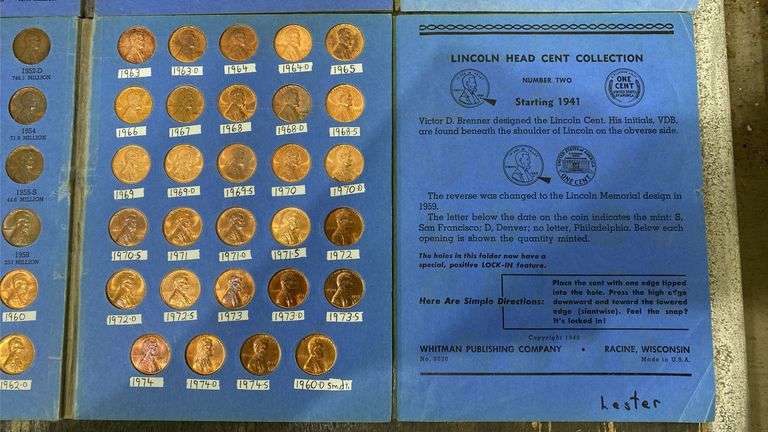 1952-D
1954
1955-S
1959
1960
1962-D
1963 1963-D 1964 1964-D 1965
1966 1967 1968 1968-D 1968-S
1969 1969-D 1969-S 1970 1970-D
1970-S 1971 1971-D 1971-S 1972
1972-D 1972-S 1973 1973-D 1973-S
1974 1974-D 1974-S 1960-D Sm.dt.
LINCOLN HEAD CENT COLLECTION
NUMBER TWO
Starting 1941
ONE
CENT
Victor D. Brenner designed the Lincoln Cent. His initials, VDB,
are found beneath the shoulder of Lincoln on the obverse side.
ONE CENT
The reverse was changed to the Lincoln Memorial design in
1959.
The letter below the date on the coin indicates the mint: S,
San Francisco; D, Denver; no letter, Philadelphia. Below each
opening is shown the quantity minted.
The holes in this folder now have a
special, positive LOCK-IN feature.
Here Are Simple Directions:
Place the cent with one edge tipped
into the hole. Press the high edge
downward and toward the lowered
edge (slantwise). Feel the snap?
It's locked in!
Copyright
WHITMAN PUBLISHING COMPANY • RACINE, WISCONSIN
No. 9030 Made in U.S.A.
Lester